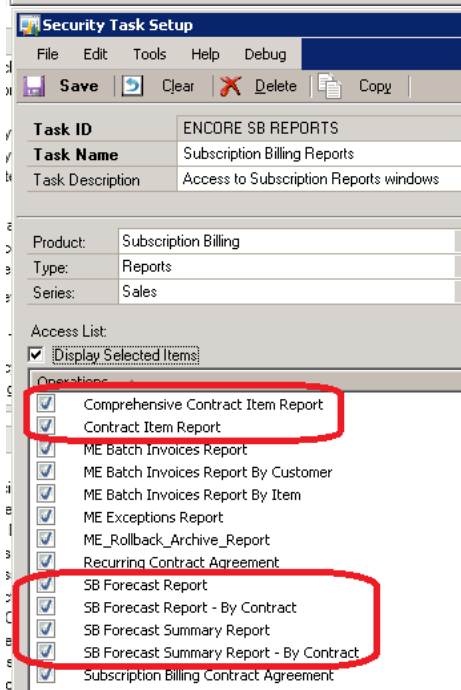 Security Task Setup
File Edit Tools Help Debug
Save Clear Delete Copy
Task ID ENCORE SB REPORTS
Task Name Subscription Billing Reports
Task Description Access to Subscription Reports windows
Product: Subscription Billing
Type: Reports
Series: Sales
Access List:
Display Selected Items
Operations
Comprehensive Contract Item Report
Contract Item Report
ME Batch Invoices Report
ME Batch Invoices Report By Customer
ME Batch Invoices Report By Item
ME Exceptions Report
ME_Rollback_Archive_Report
Recurring Contract Agreement
SB Forecast Report
SB Forecast Report - By Contract
SB Forecast Summary Report
SB Forecast Summary Report - By Contract
Subscription Billing Contract Agreement